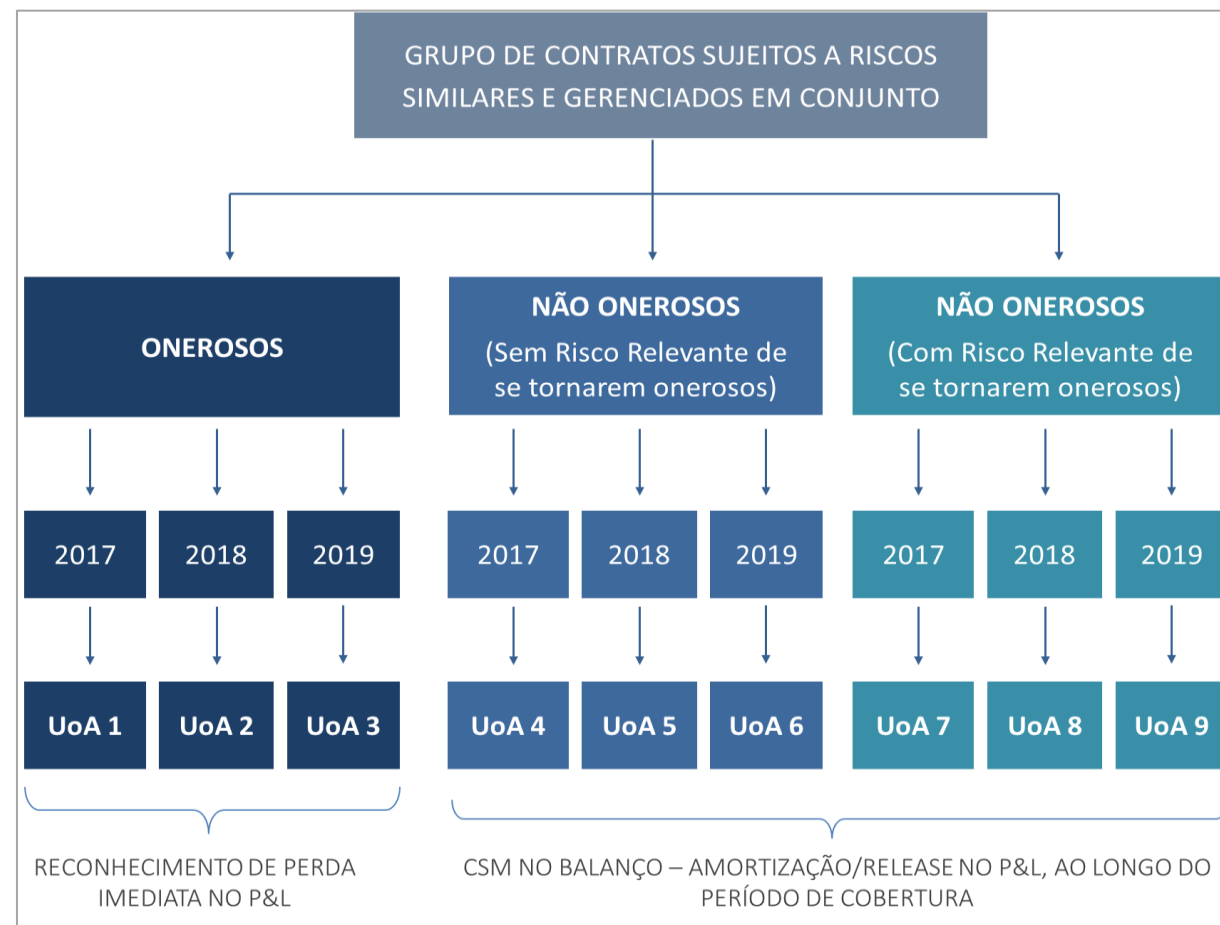 GRUPO DE CONTRATOS SUJEITOS A RISCOS
SIMILARES E GERENCIADOS EM CONJUNTO
ONEROSOS
NÃO ONEROSOS
(Sem Risco Relevante de
se tornarem onerosos)
NÃO ONEROSOS
(Com Risco Relevante de
se tornarem onerosos)
2017
2018
2019
2017
2018
2019
2017
2018
2019
UoA 1
UoA 2
UoA 3
UoA 4
UoA 5
UoA 6
UoA 7
UoA 8
UoA 9
RECONHECIMENTO DE PERDA
IMEDIATA NO P&L
CSM NO BALANÇO – AMORTIZAÇÃO/RELEASE NO P&L, AO LONGO DO
PERÍODO DE COBERTURA